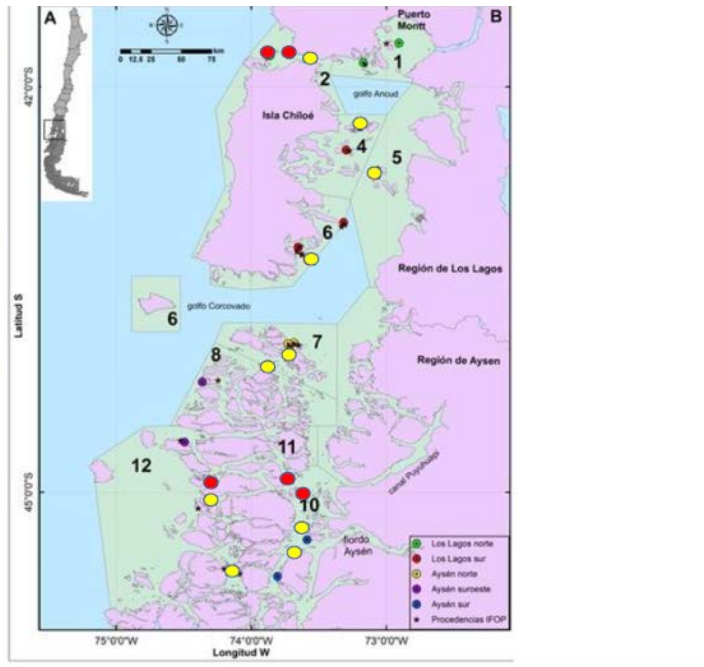 A
B
Puerto
Montt
0 12.5 25 50 75
km
1
2
42°0'0"S
golfo Ancud
Isla Chiloé
4
5
6
Región de Los Lagos
Latitud S
golfo Corcovado
6
7
8
Región de Aysen
11
12
canal Puyuhuapi
45°0'0"S
10
fiordo
Aysén
Los Lagos norte
Los Lagos sur
Aysén norte
Aysén suroeste
Aysén sur
Procedencias IFOP
75°0'0"W 74°0'0"W 73°0'0"W
Longitud W